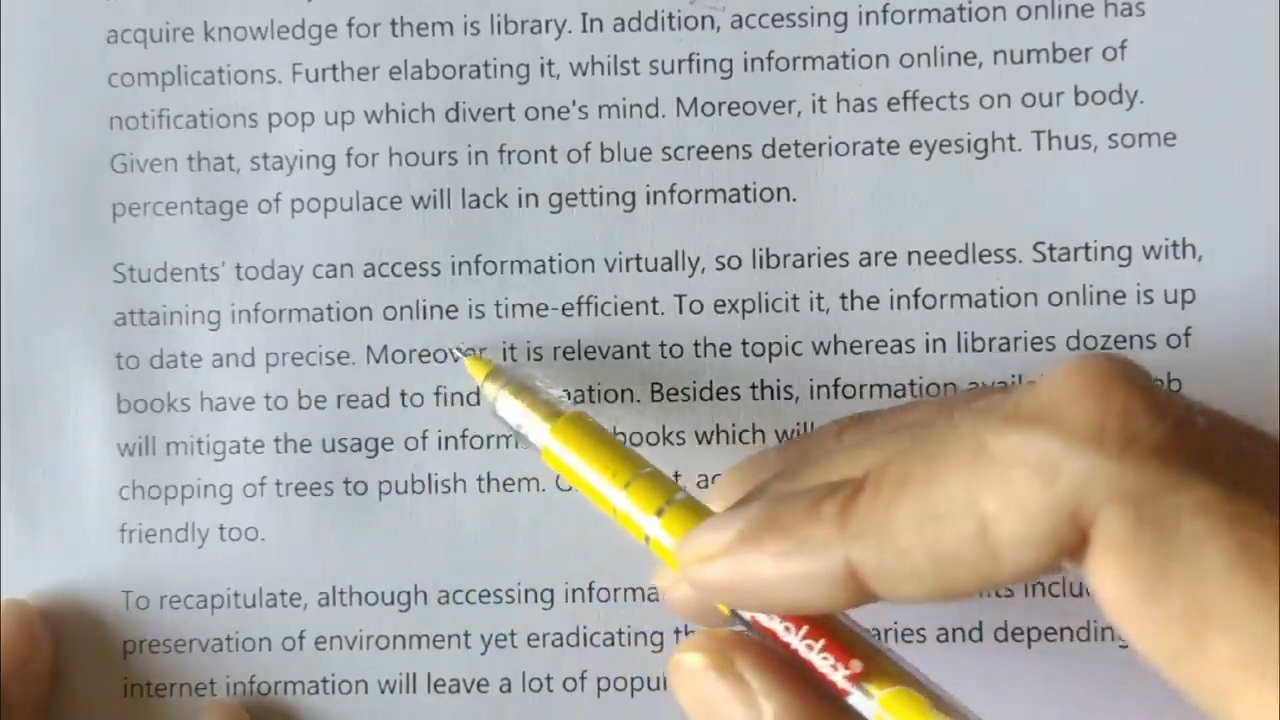 acquire knowledge for them is library. In addition, accessing information online has
complications. Further elaborating it, whilst surfing information online, number of
notifications pop up which divert one's mind. Moreover, it has effects on our body.
Given that, staying for hours in front of blue screens deteriorate eyesight. Thus, some
percentage of populace will lack in getting information.
Students' today can access information virtually, so libraries are needless. Starting with,
attaining information online is time-efficient. To explicit it, the information online is up
to date and precise. Moreover, it is relevant to the topic whereas in libraries dozens of
books have to be read to find Besides this, information
will mitigate the usage of books which will
chopping of trees to publish them.
friendly too.
To recapitulate, although accessing
preservation of environment yet eradicating and depending
internet information will leave a lot of